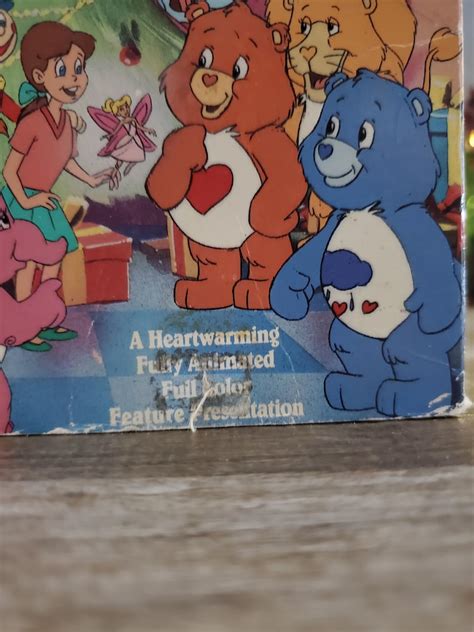 A Heartwarming
Fully Animated
Full Color
Feature Presentation